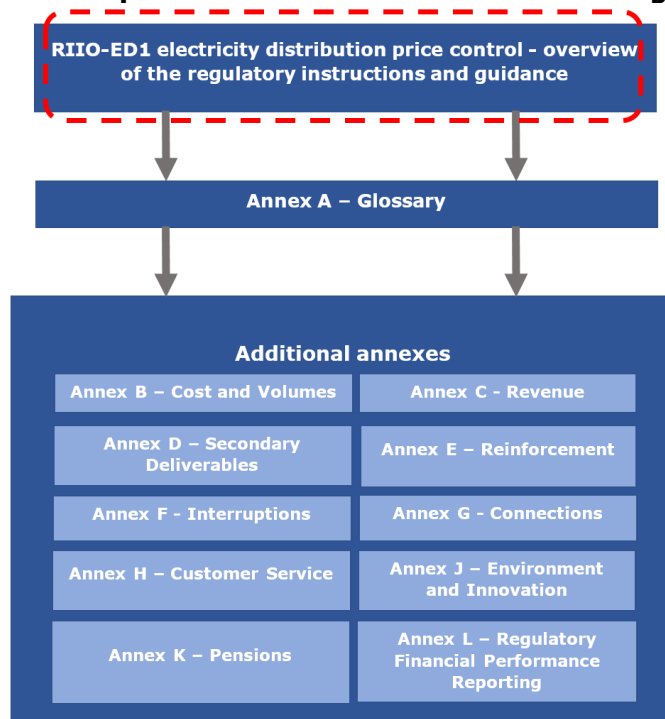 RIIO-ED1 electricity distribution price control - overview
of the regulatory instructions and guidance
Annex A – Glossary
Additional annexes
Annex B – Cost and Volumes
Annex C - Revenue
Annex D – Secondary
Deliverables
Annex E – Reinforcement
Annex F - Interruptions
Annex G - Connections
Annex H – Customer Service
Annex J – Environment
and Innovation
Annex K – Pensions
Annex L – Regulatory
Financial Performance
Reporting